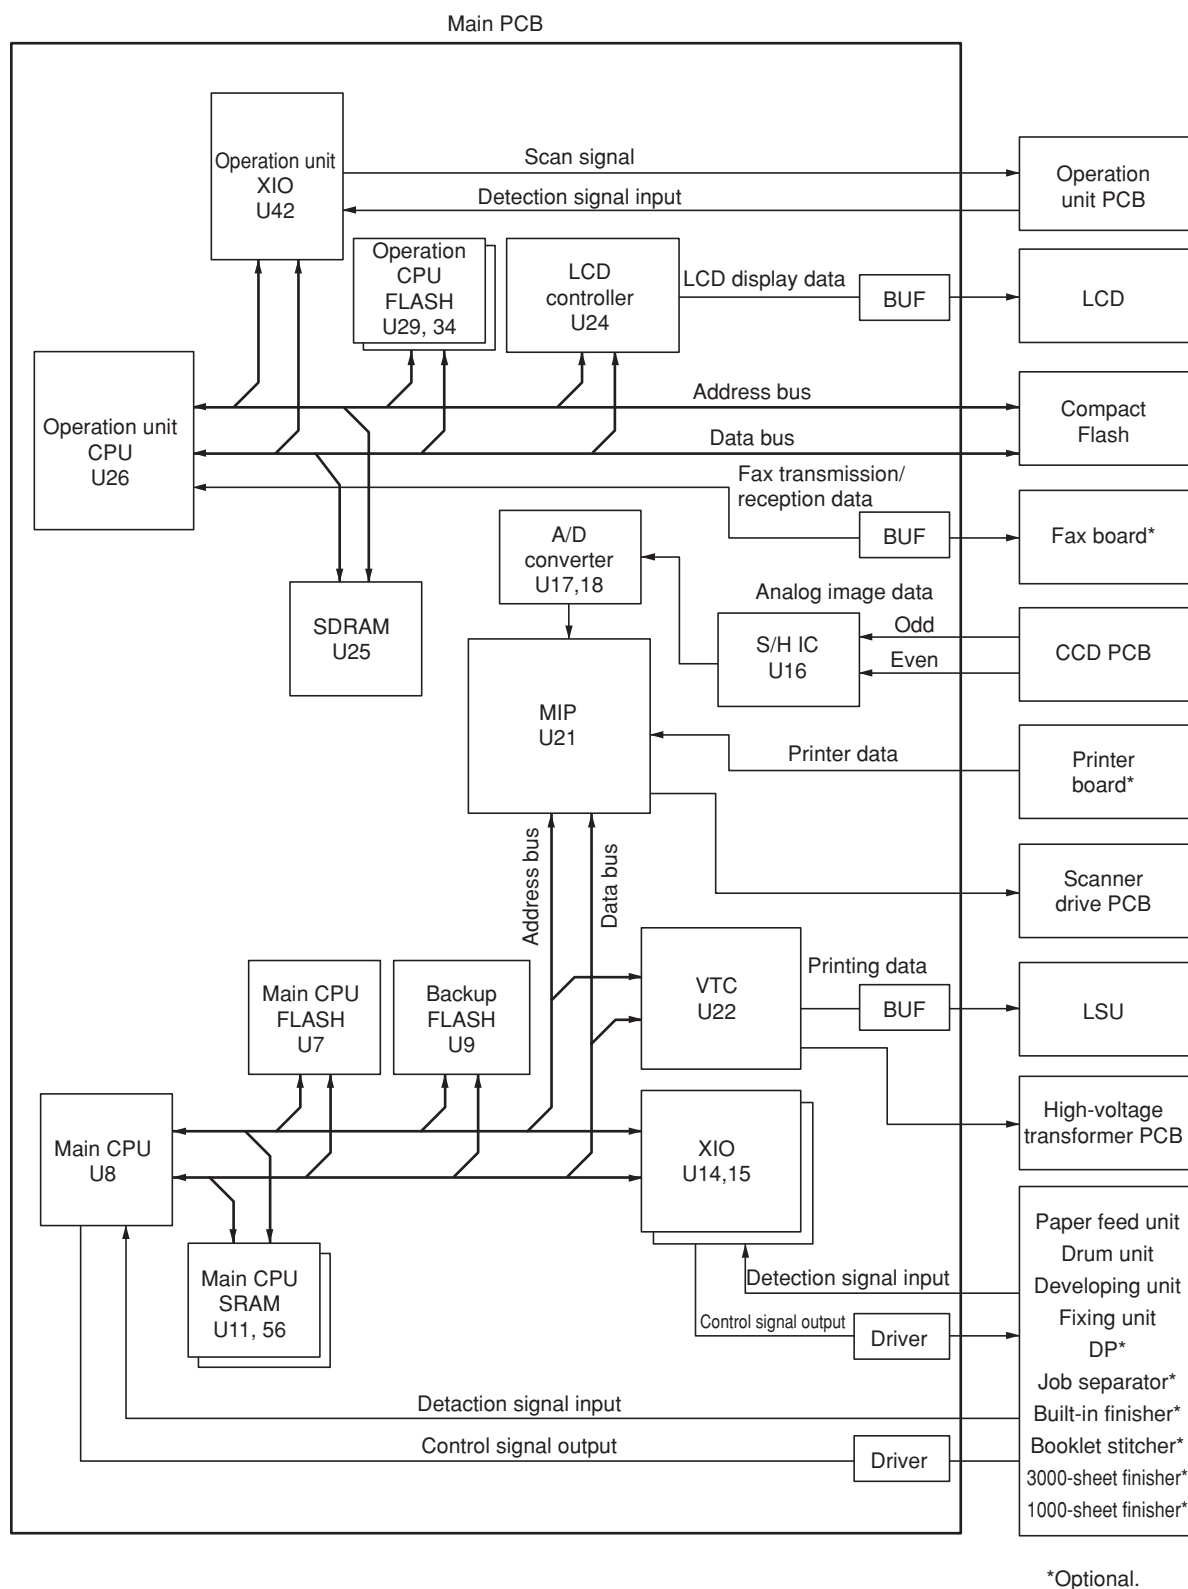 Main PCB
Operation unit
XIO
U42
Scan signal
Detection signal input
Operation
unit PCB
Operation
CPU
FLASH
U29, 34
LCD
controller
U24
LCD display data
BUF
LCD
Operation unit
CPU
U26
Address bus
Data bus
Compact
Flash
Fax transmission/
reception data
BUF
Fax board*
A/D
converter
U17,18
SDRAM
U25
Analog image data
Odd
Even
S/H IC
U16
CCD PCB
MIP
U21
Printer data
Printer
board*
Address bus
Data bus
Scanner
drive PCB
Main CPU
FLASH
U7
Backup
FLASH
U9
VTC
U22
Printing data
BUF
LSU
Main CPU
U8
XIO
U14,15
High-voltage
transformer PCB
Main CPU
SRAM
U11, 56
Detection signal input
Control signal output
Driver
Paper feed unit
Drum unit
Developing unit
Fixing unit
DP*
Job separator*
Built-in finisher*
Booklet stitcher*
3000-sheet finisher*
1000-sheet finisher*
Detaction signal input
Control signal output
Driver
*Optional.